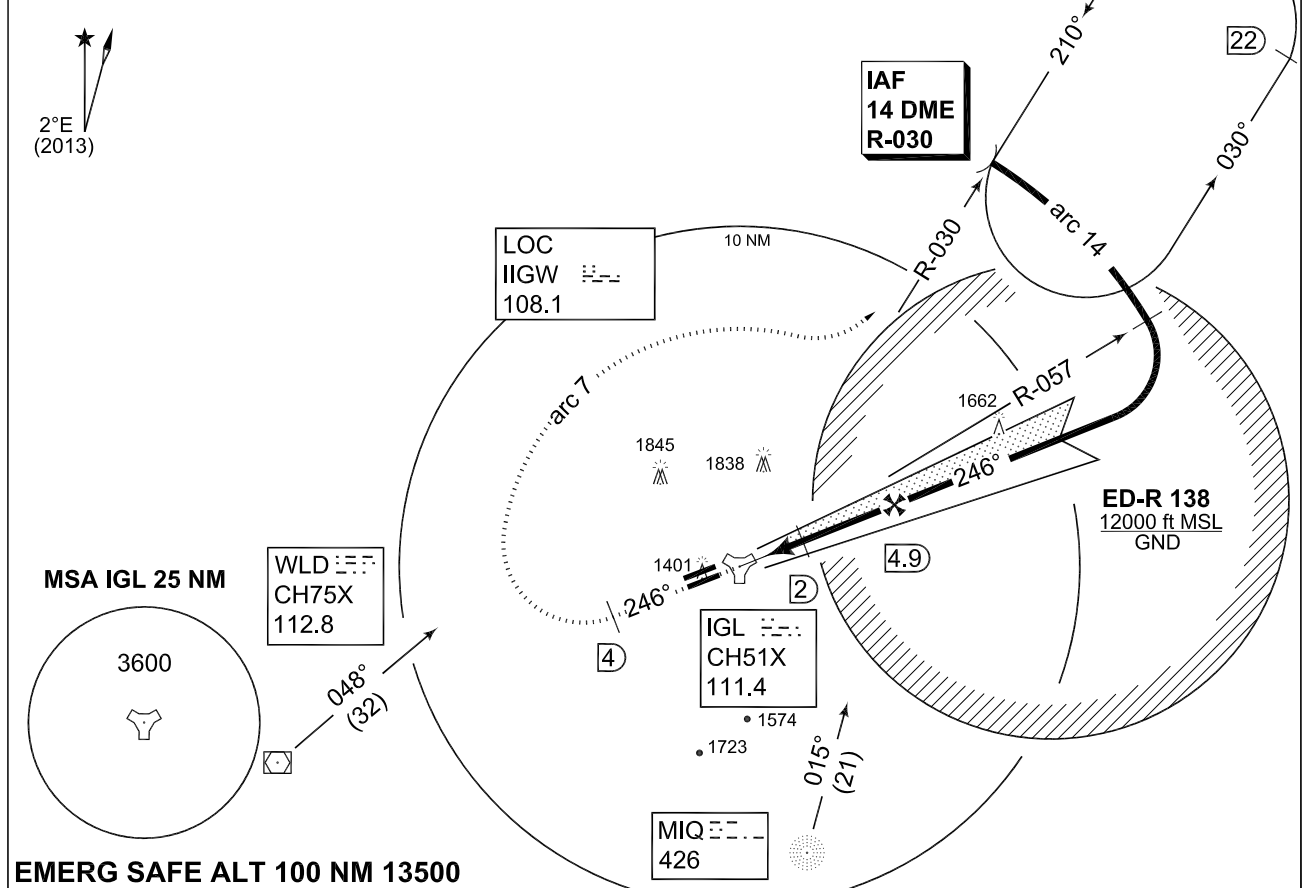 2°E
(2013)
210°
22
030°
IAF
14 DME
R-030
arc 14
R-030
LOC
IIGW
108.1
10 NM
arc 7
R-057
1662
1845
1838
246°
ED-R 138
12000 ft MSL
GND
4.9
2
1401
246°
4
WLD
CH75X
112.8
MSA IGL 25 NM
3600
IGL
CH51X
111.4
048°
(32)
1574
1723
015°
(21)
MIQ
426
EMERG SAFE ALT 100 NM 13500